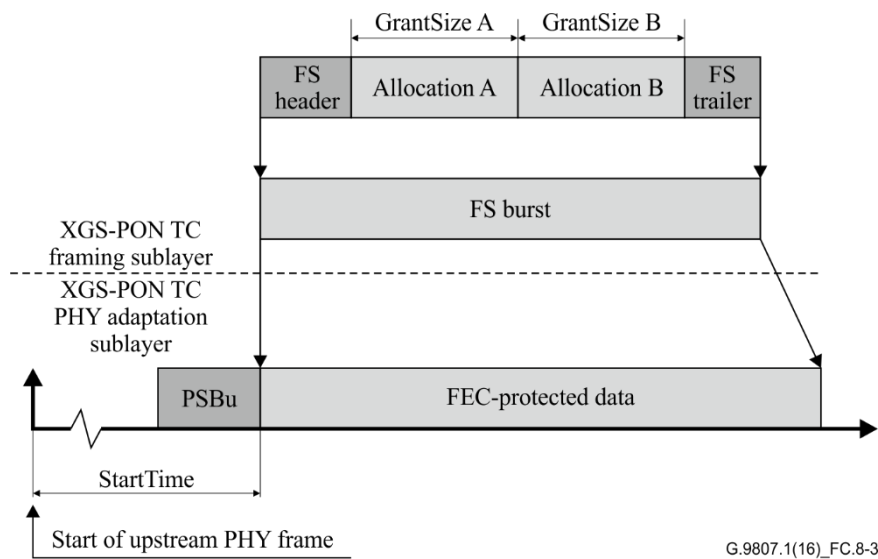 GrantSize A
GrantSize B
FS
header
Allocation A
Allocation B
FS
trailer
FS burst
XGS-PON TC
framing sublayer
XGS-PON TC
PHY adaptation
sublayer
PSBu
FEC-protected data
StartTime
Start of upstream PHY frame
G.9807.1(16)_FC.8-3